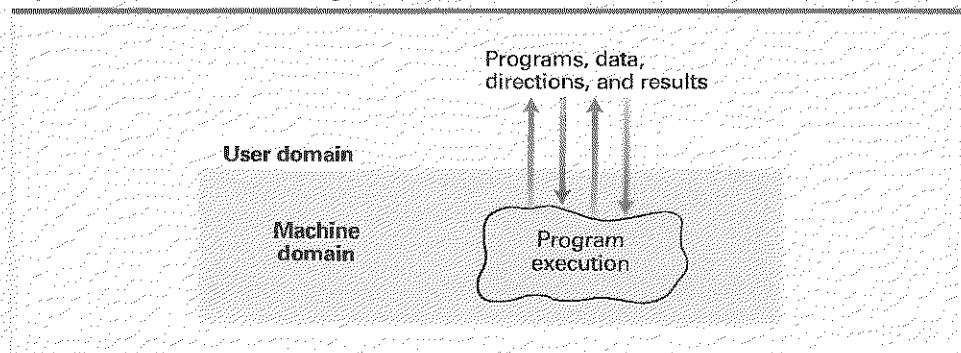 Programs, data,
directions, and results
User domain
Machine
domain
Program
execution